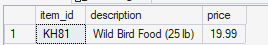 item_id description price
1 KH81 Wild Bird Food (25 lb) 19.99